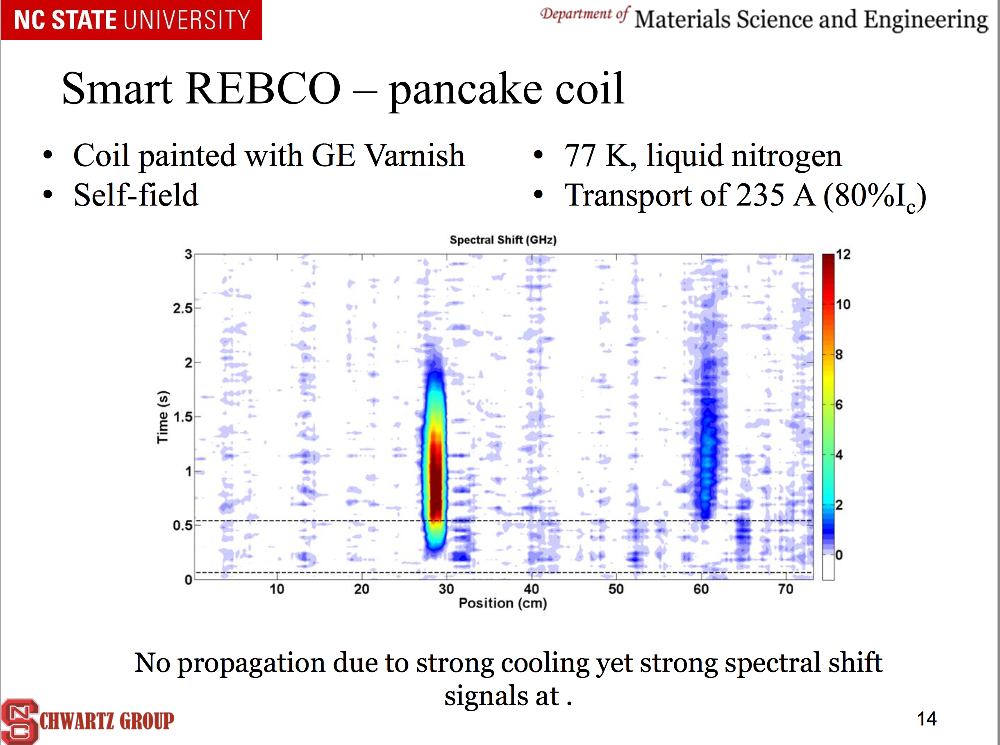 NC STATE UNIVERSITY
Department of Materials Science and Engineering
Smart REBCO – pancake coil
• Coil painted with GE Varnish
• Self-field
• 77 K, liquid nitrogen
• Transport of 235 A (80%Ic)
Spectral Shift (GHz)
3
2.5
2
1.5
1
0.5
0
Time (s)
10 20 30 40 50 60 70
Position (cm)
12
10
8
6
4
2
0
No propagation due to strong cooling yet strong spectral shift
signals at .
NCS CHWARTZ GROUP
14